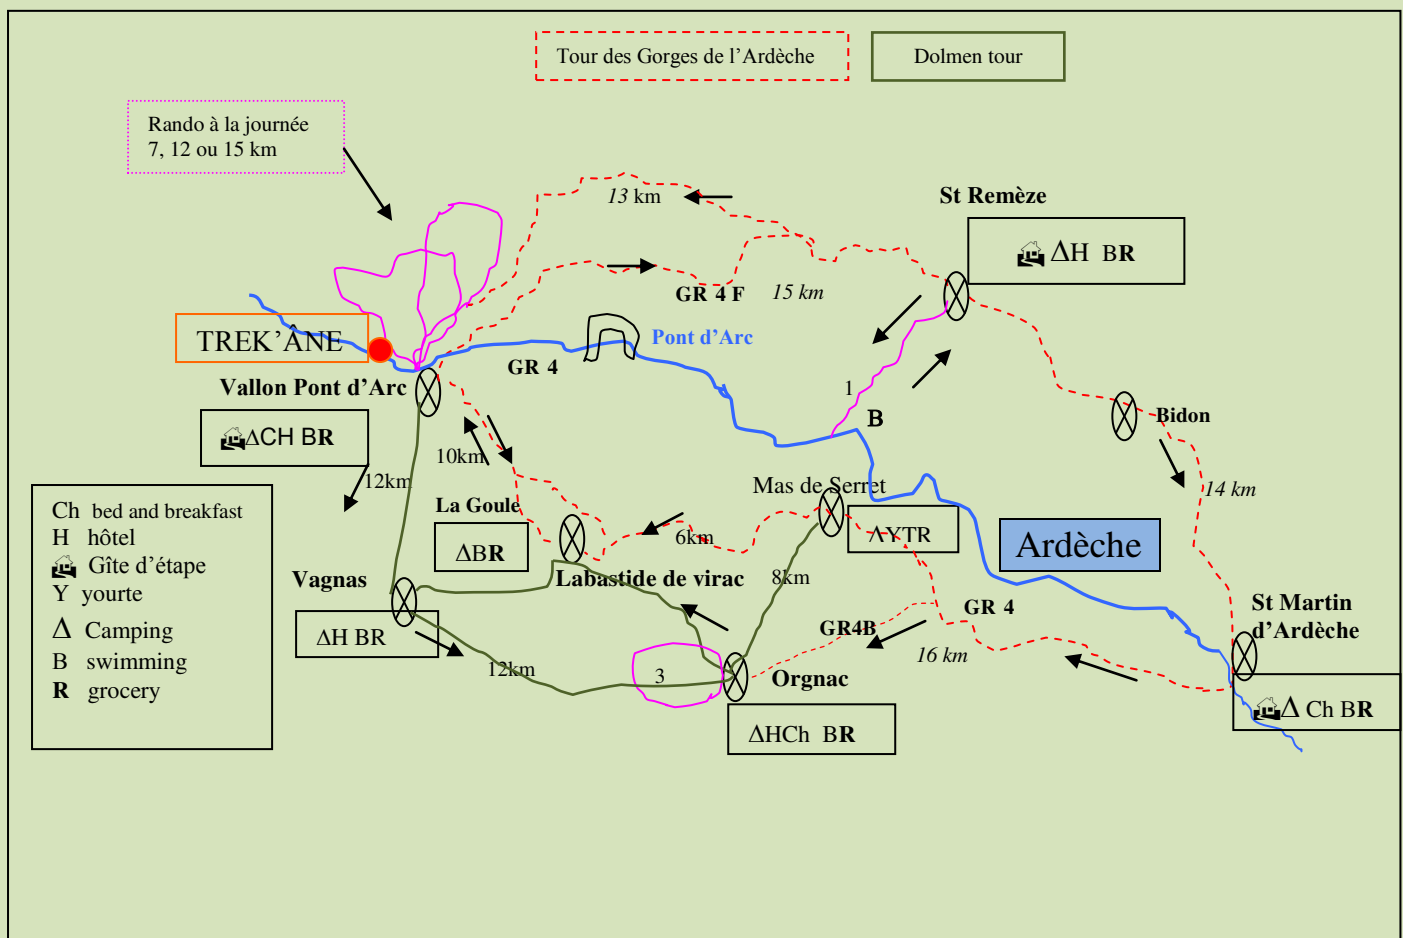 Tour des Gorges de l'Ardèche
Dolmen tour
Rando à la journée
7, 12 ou 15 km
13 km
St Remèze
ΔH BR
GR 4 F
15 km
TREK'ÂNE
Pont d'Arc
GR 4
Vallon Pont d'Arc
ΔCH BR
1
B
Bidon
10km
12km
14 km
Mas de Serret
ΔYTR
La Goule
ΔBR
6km
Ardèche
Ch bed and breakfast
H hôtel
Gîte d'étape
Y yourte
Δ Camping
B swimming
R grocery
Vagnas
ΔH BR
Labastide de virac
8km
GR 4
GR4B
16 km
St Martin
d'Ardèche
Δ Ch BR
12km
3
Orgnac
ΔHCh BR